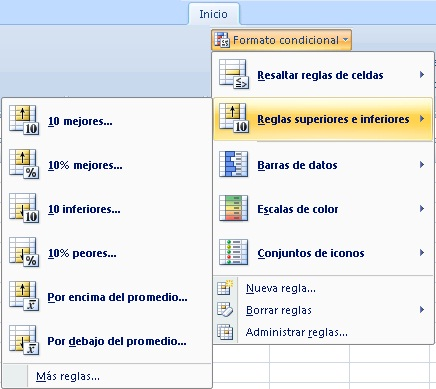 Inicio
Formato condicional
Resaltar reglas de celdas
Reglas superiores e inferiores
Barras de datos
Escalas de color
Conjuntos de iconos
Nueva regla...
Borrar reglas
Administrar reglas...
10 mejores...
10% mejores...
10 inferiores...
10% peores...
Por encima del promedio...
Por debajo del promedio...
Más reglas...